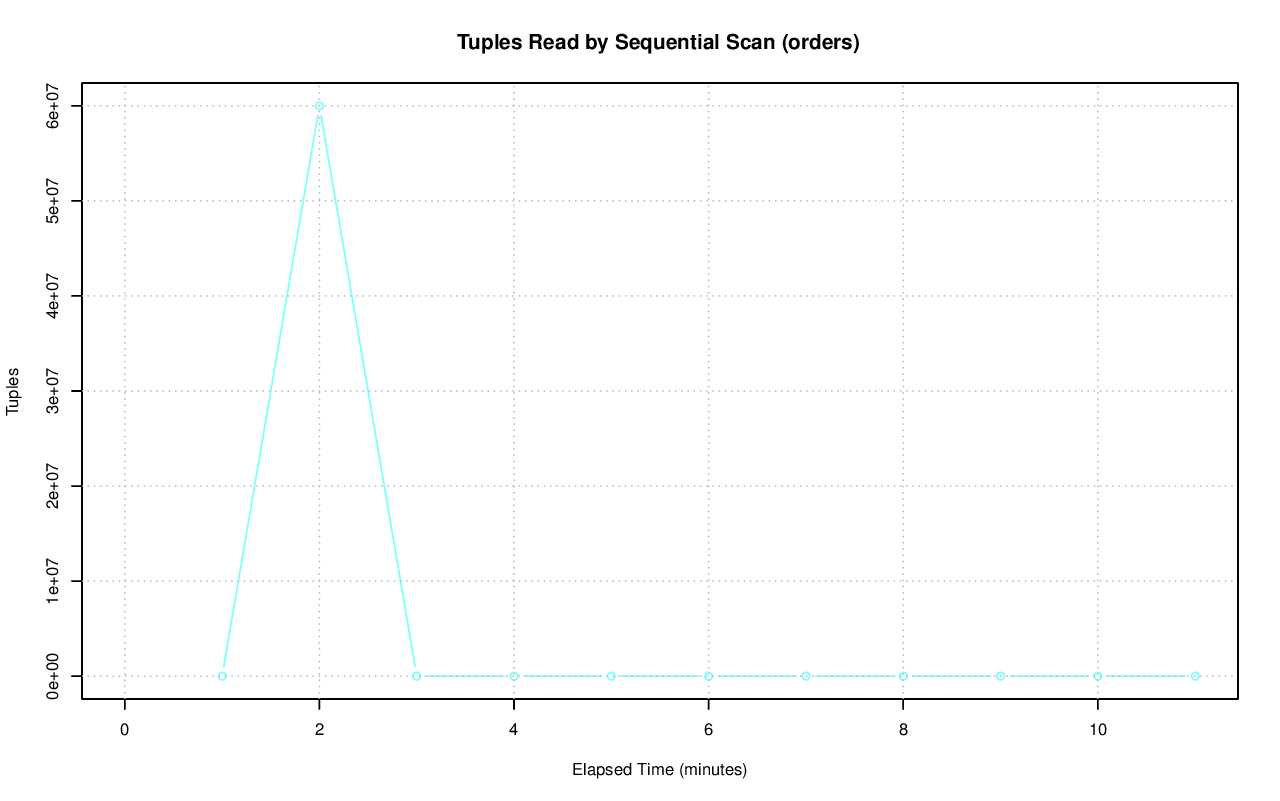 Tuples Read by Sequential Scan (orders)
Tuples
6e+07
5e+07
4e+07
3e+07
2e+07
1e+07
0e+00
0 2 4 6 8 10
Elapsed Time (minutes)